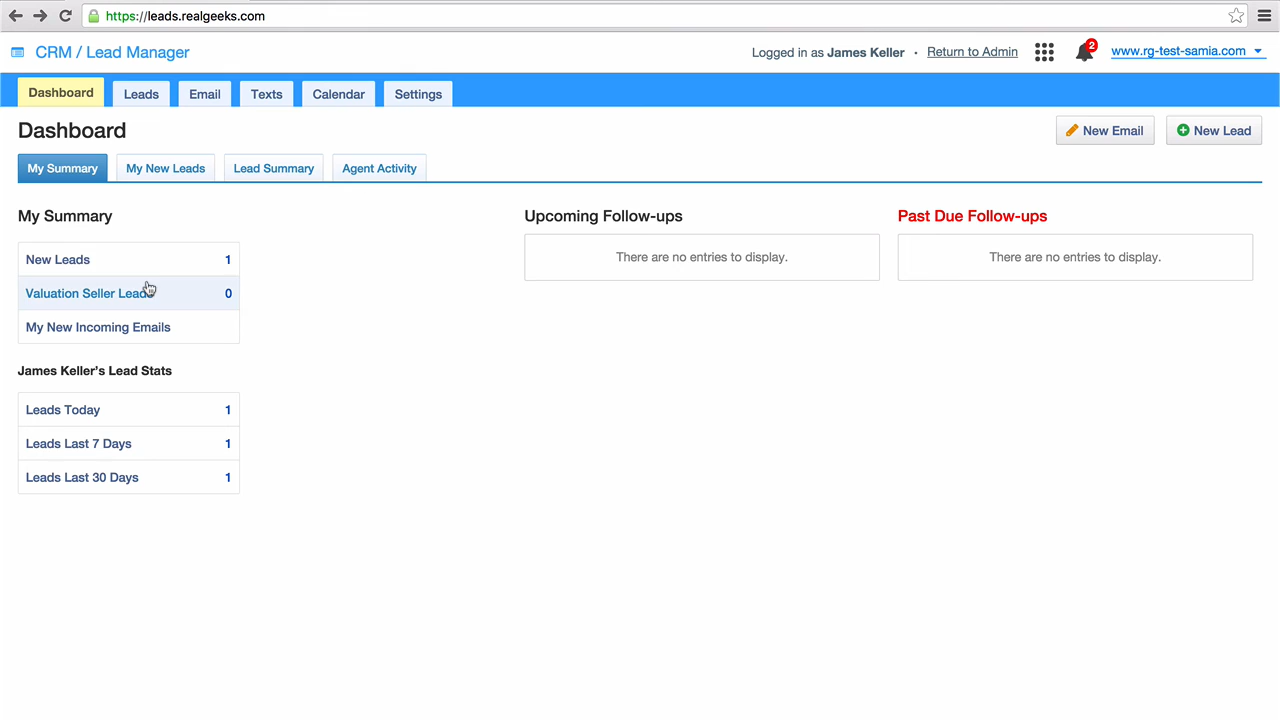 https://leads.realgeeks.com
CRM / Lead Manager
Logged in as James Keller · Return to Admin
2
www.rg-test-samia.com
Dashboard
Leads
Email
Texts
Calendar
Settings
Dashboard
New Email
New Lead
My Summary
My New Leads
Lead Summary
Agent Activity
My Summary
New Leads 1
Valuation Seller Leads 0
My New Incoming Emails
James Keller's Lead Stats
Leads Today 1
Leads Last 7 Days 1
Leads Last 30 Days 1
Upcoming Follow-ups
There are no entries to display.
Past Due Follow-ups
There are no entries to display.